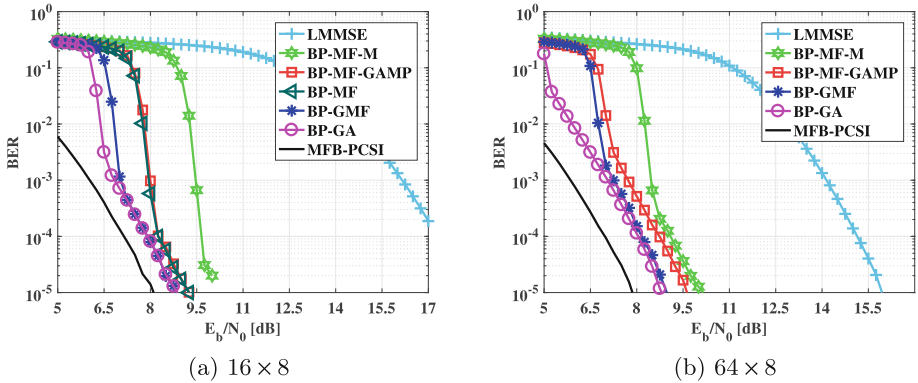 10⁰
10⁻¹
10⁻²
10⁻³
10⁻⁴
10⁻⁵
BER
LMMSE
BP-MF-M
BP-MF-GAMP
BP-MF
BP-GMF
BP-GA
MFB-PCSI
5 6.5 8 9.5 11 12.5 14 15.5 17
E_b/N_0 [dB]
(a) 16×8
10⁰
10⁻¹
10⁻²
10⁻³
10⁻⁴
10⁻⁵
BER
LMMSE
BP-MF-M
BP-MF-GAMP
BP-GMF
BP-GA
MFB-PCSI
5 6.5 8 9.5 11 12.5 14 15.5 17
E_b/N_0 [dB]
(b) 64×8